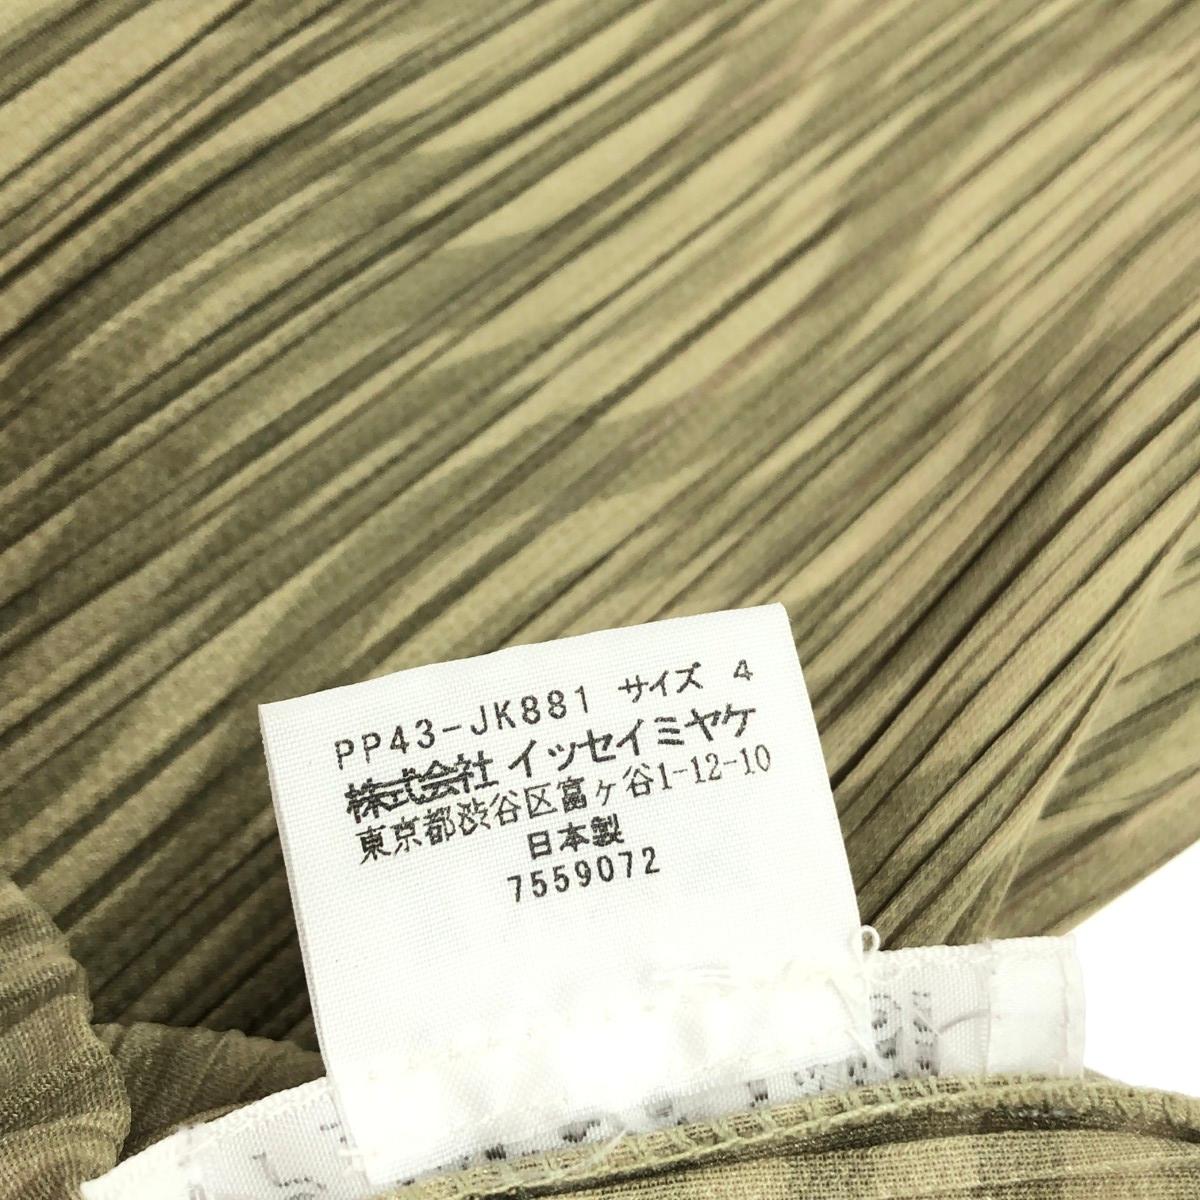 PP43-JK881 サイズ 4
株式会社 イッセイミヤケ
東京都渋谷区富ヶ谷1-12-10
日本製
7559072